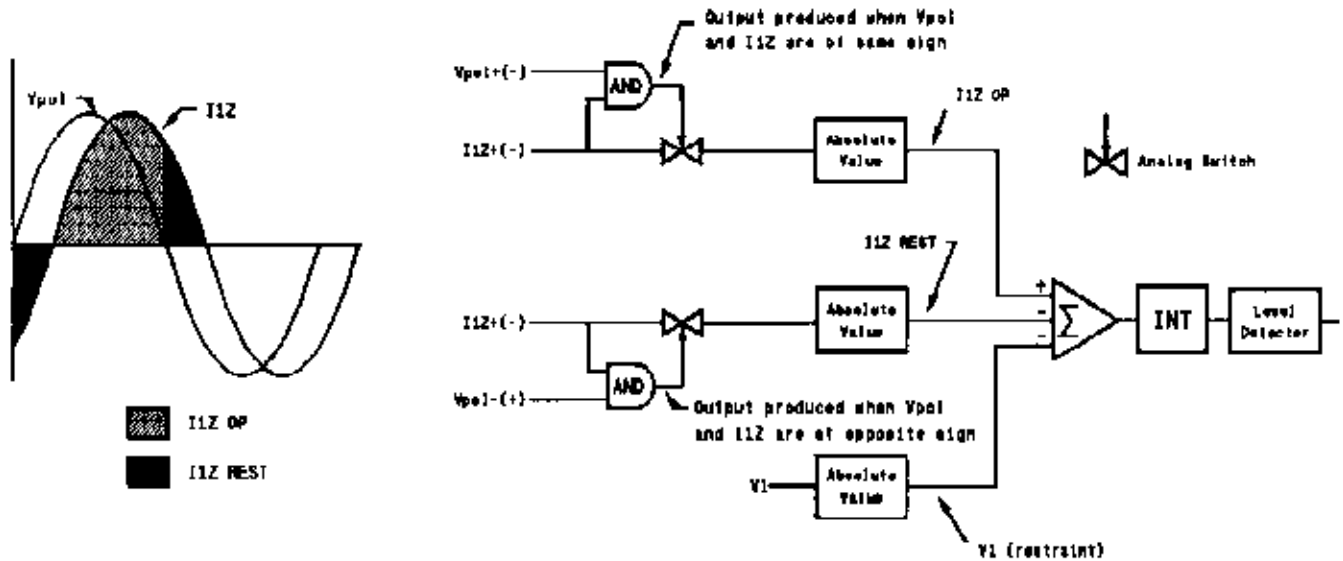 Vpol
I1Z
I1Z OP
I1Z REST
Output produced when Vpol
and I1Z are of same sign
Vpol+(-)
AND
I1Z+(-)
Absolute
Value
I1Z OP
Analog Switch
I1Z REST
I1Z+(-)
Absolute
Value
AND
Vpol-(+)
Output produced when Vpol
and I1Z are of opposite sign
+
-
-
Σ
INT
Level
Detector
V1
Absolute
Value
V1 (restraint)